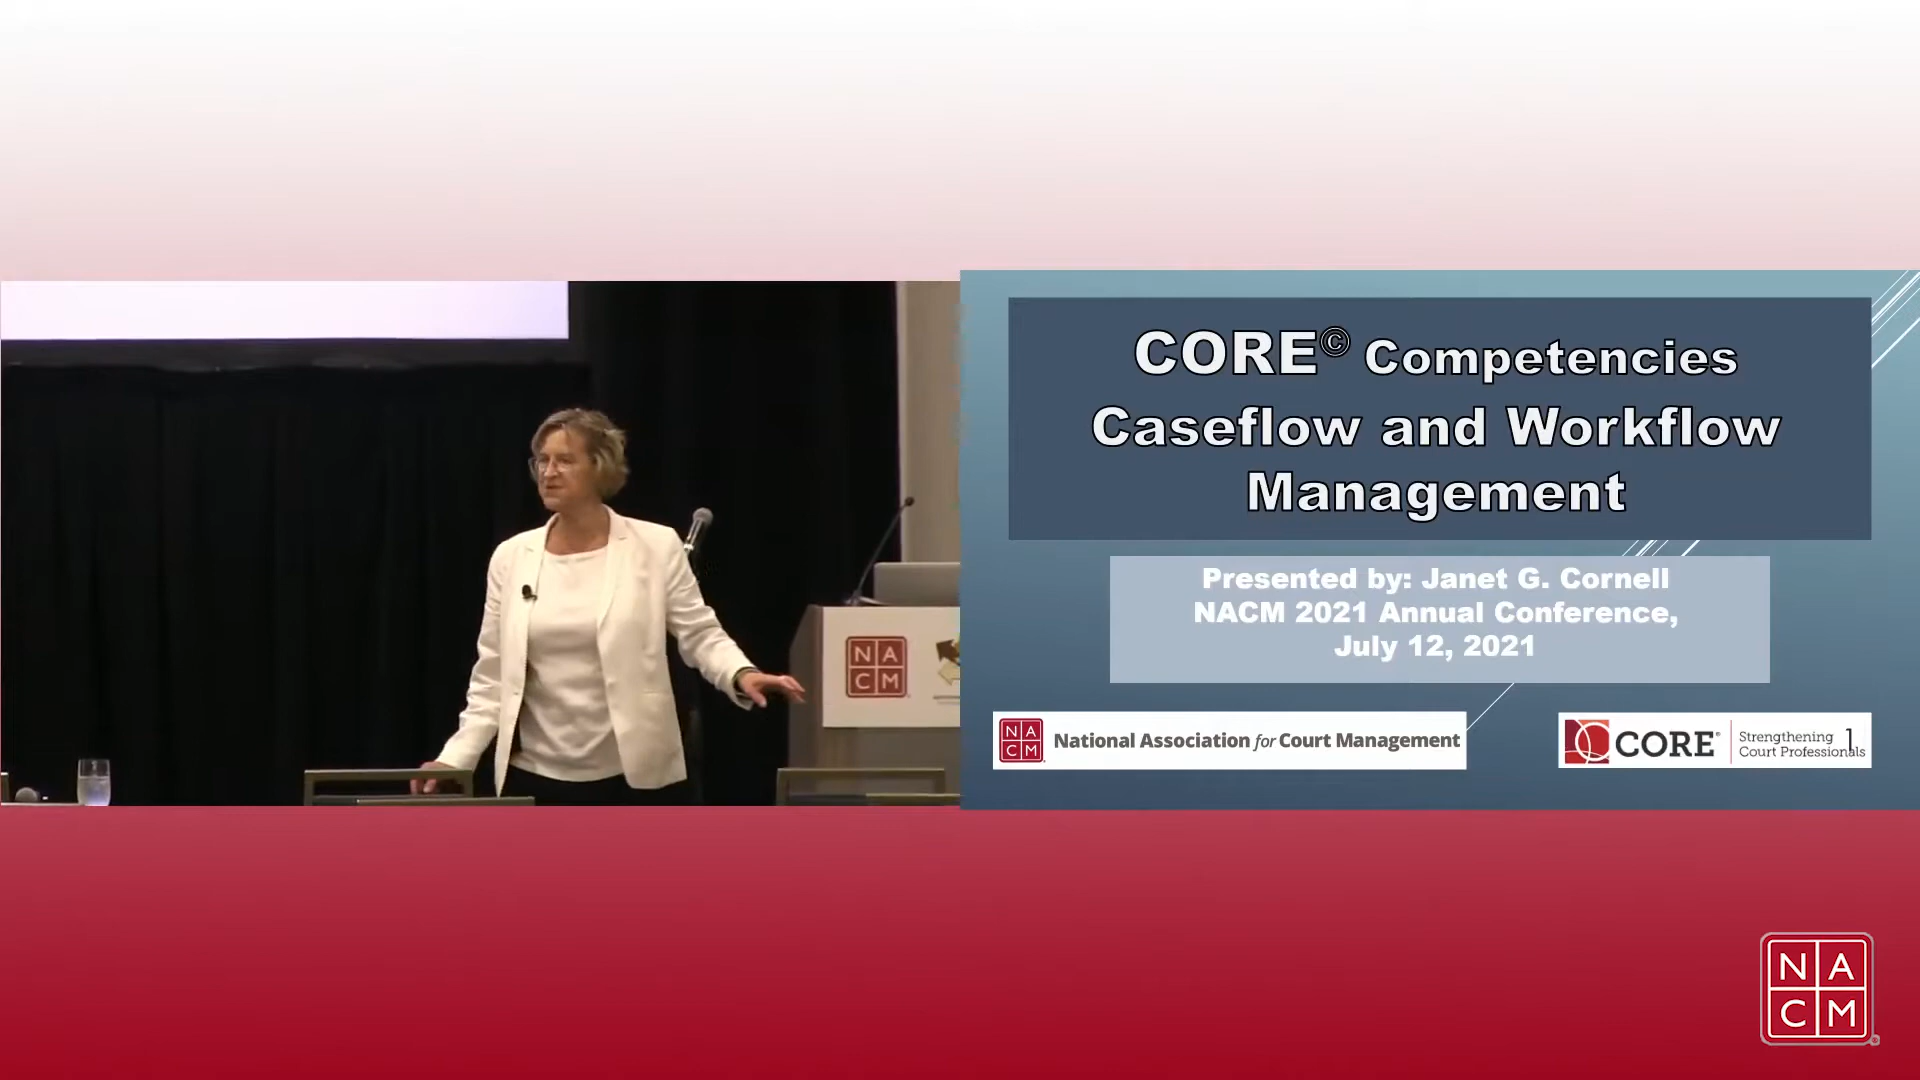 CORE© Competencies
Caseflow and Workflow
Management
Presented by: Janet G. Cornell
NACM 2021 Annual Conference,
July 12, 2021
NA
CM
National Association for Court Management
CORE® Strengthening
Court Professionals
1
NA
CM
NA
CM